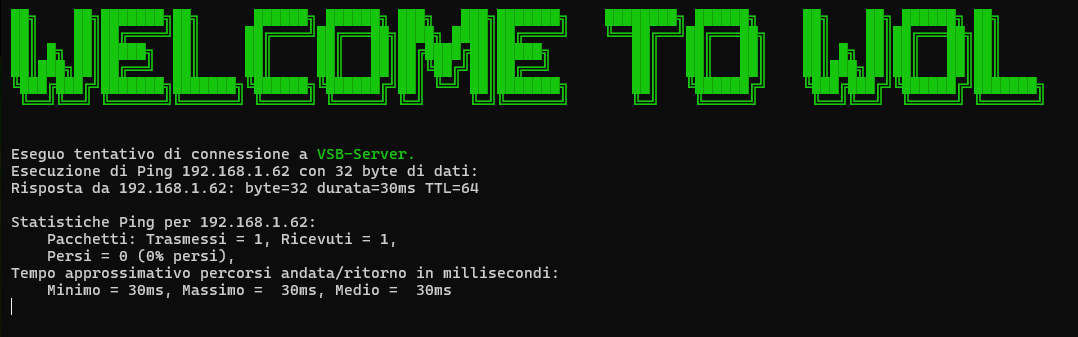 WELCOME TO WOL
Eseguo tentativo di connessione a VSB-Server.
Esecuzione di Ping 192.168.1.62 con 32 byte di dati:
Risposta da 192.168.1.62: byte=32 durata=30ms TTL=64
Statistiche Ping per 192.168.1.62:
Pacchetti: Trasmessi = 1, Ricevuti = 1,
Persi = 0 (0% persi),
Tempo approssimativo percorsi andata/ritorno in millisecondi:
Minimo = 30ms, Massimo =  30ms, Medio =  30ms